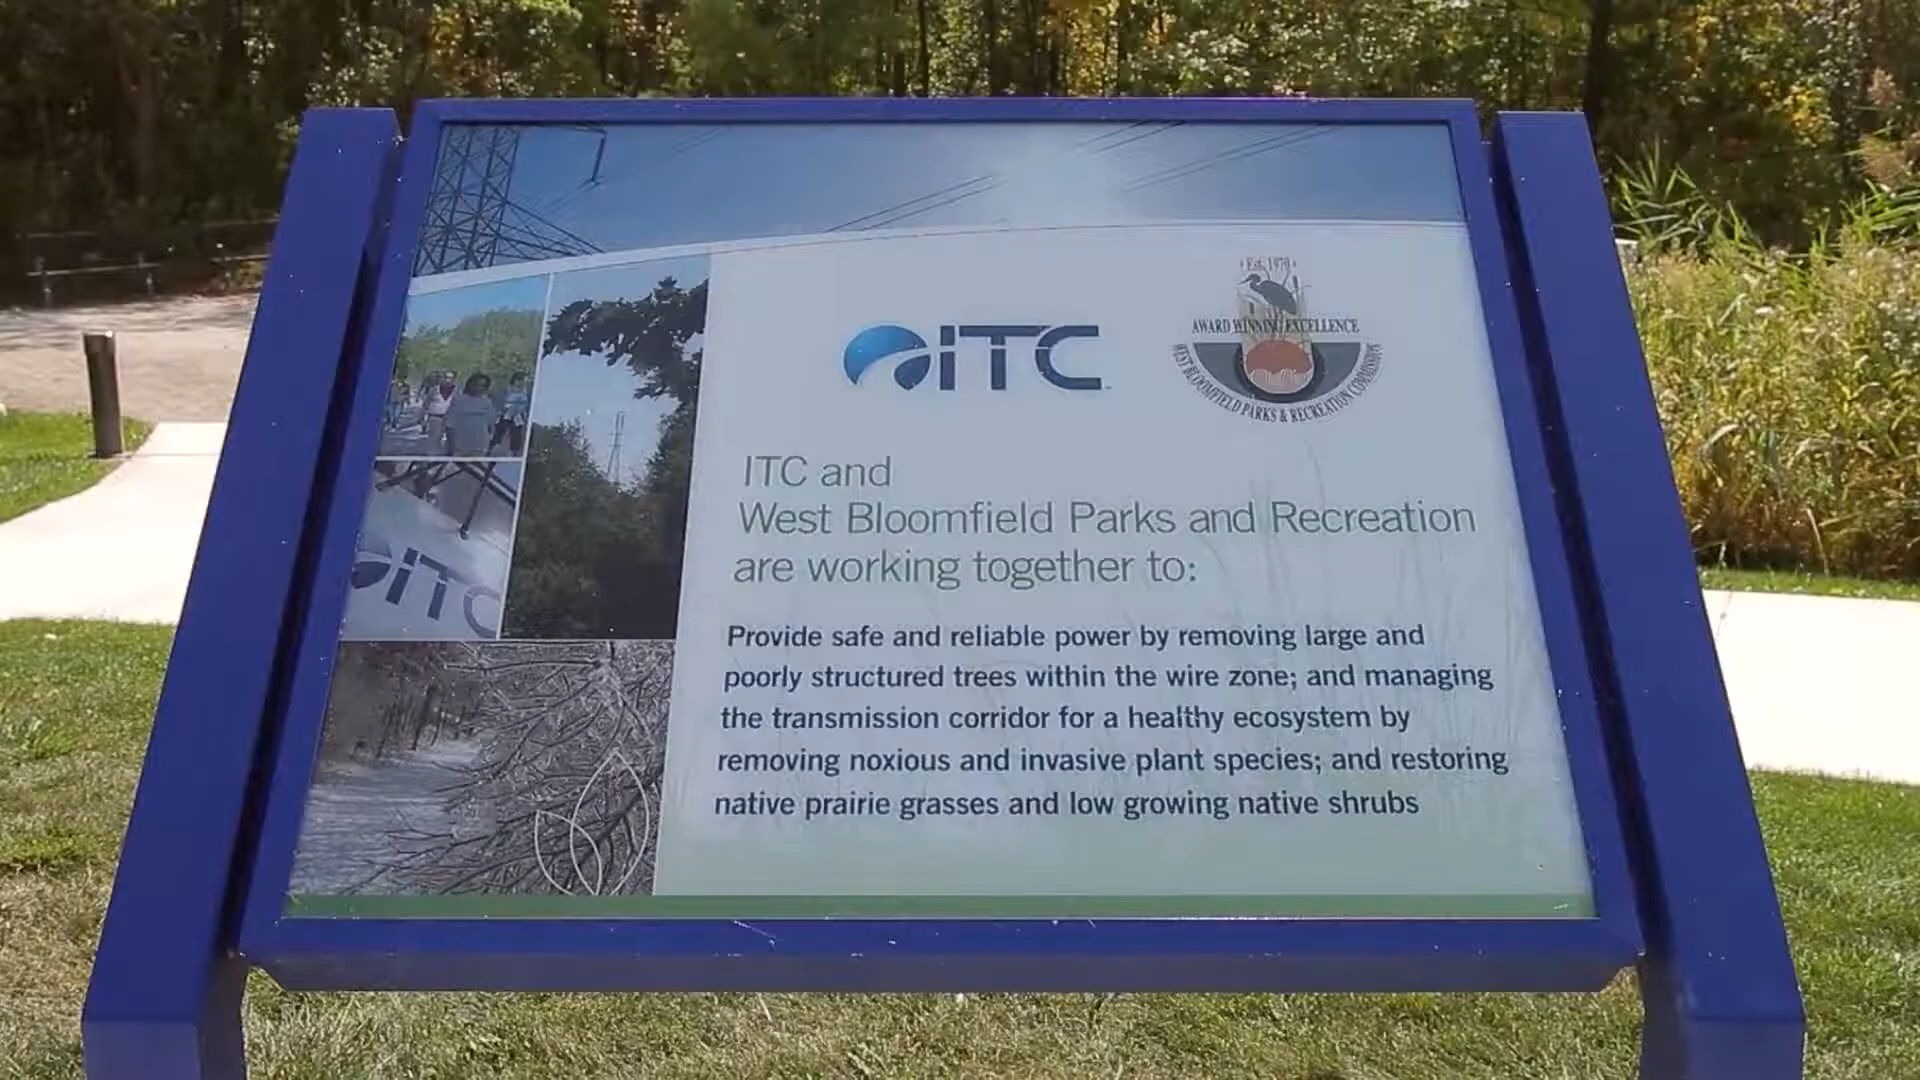 Est. 1970
AWARD WINNING EXCELLENCE
WEST BLOOMFIELD PARKS & RECREATION COMMISSION
ITC
ITC and
West Bloomfield Parks and Recreation
are working together to:
ITC
Provide safe and reliable power by removing large and
poorly structured trees within the wire zone; and managing
the transmission corridor for a healthy ecosystem by
removing noxious and invasive plant species; and restoring
native prairie grasses and low growing native shrubs